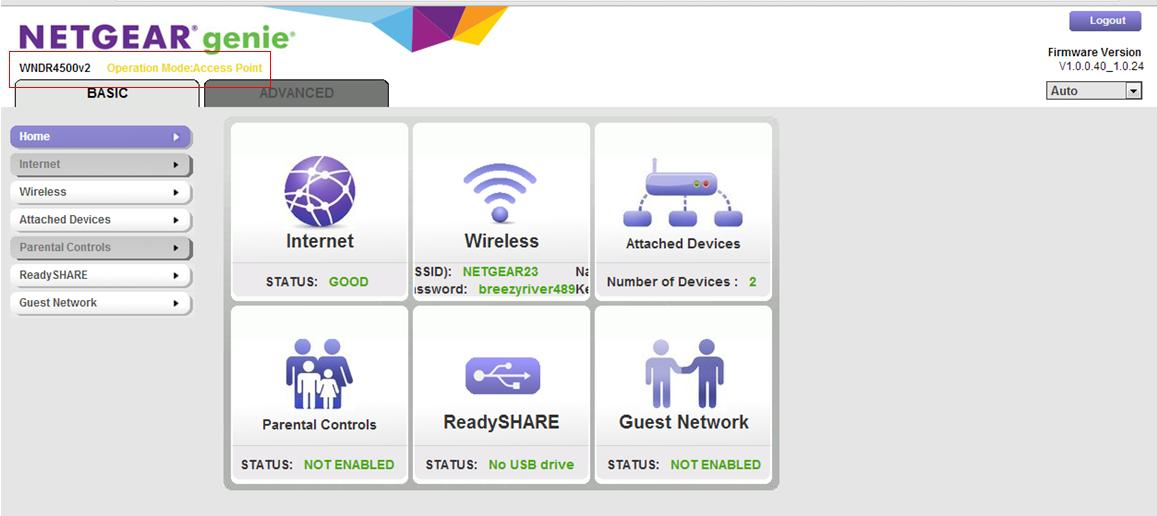 NETGEAR® genie®
Logout
Firmware Version
V1.0.0.40_1.0.24
WNDR4500v2 Operation Mode:Access Point
Auto
BASIC ADVANCED
Home
Internet
Wireless
Attached Devices
Parental Controls
ReadySHARE
Guest Network
Internet
STATUS: GOOD
Wireless
SSID): NETGEAR23 Na
assword: breezyriver489Ke
Attached Devices
Number of Devices : 2
Parental Controls
STATUS: NOT ENABLED
ReadySHARE
STATUS: No USB drive
Guest Network
STATUS: NOT ENABLED